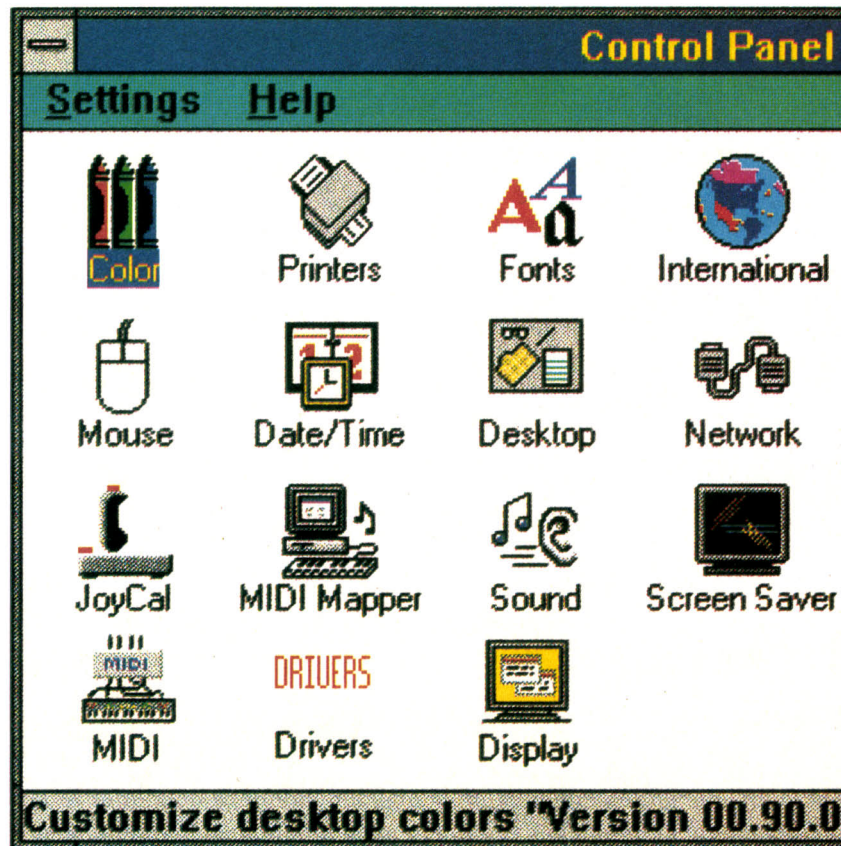 Control Panel
Settings Help
Color Printers Fonts International
Mouse Date/Time Desktop Network
JoyCal MIDI Mapper Sound Screen Saver
MIDI DRIVERS
MIDI Drivers Display
Customize desktop colors "Version 00.90.0